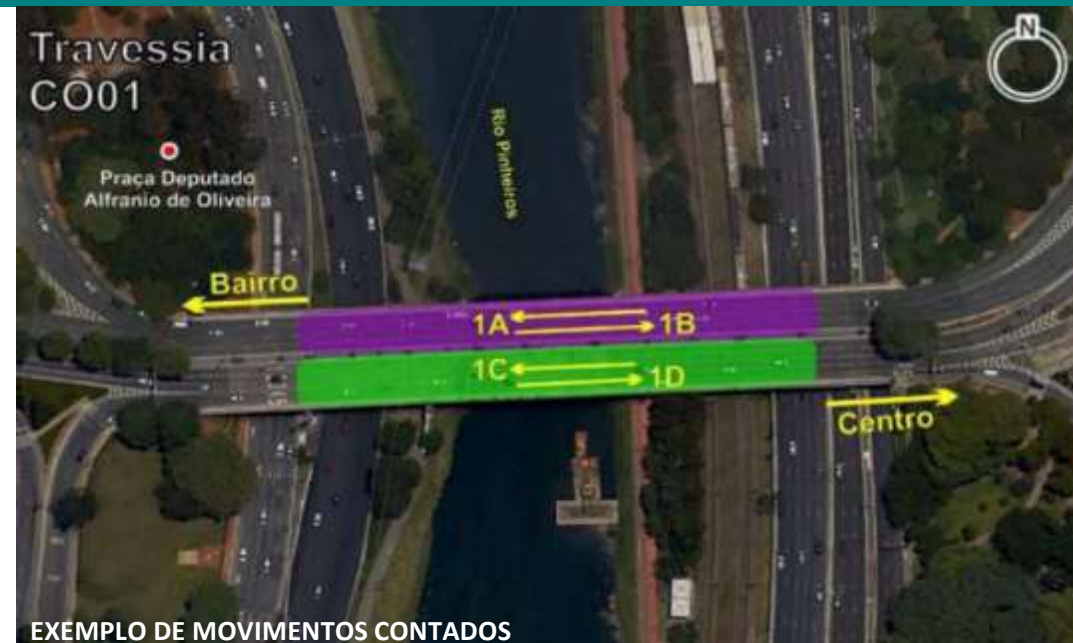 Travessia
CO01
N
Praça Deputado
Alfranio de Oliveira
Rio Pinheiros
Bairro
1A 1B
1C 1D
Centro
EXEMPLO DE MOVIMENTOS CONTADOS